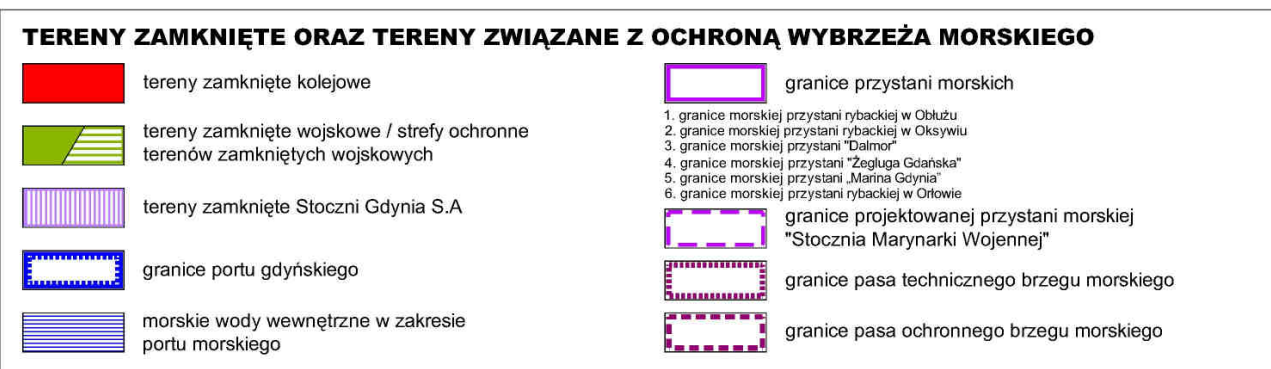 TERENY ZAMKNIĘTE ORAZ TERENY ZWIĄZANE Z OCHRONĄ WYBRZEŻA MORSKIEGO
tereny zamknięte kolejowe
tereny zamknięte wojskowe / strefy ochronne
terenów zamkniętych wojskowych
tereny zamknięte Stoczni Gdynia S.A
granice portu gdyńskiego
morskie wody wewnętrzne w zakresie
portu morskiego
granice przystani morskich
1. granice morskiej przystani rybackiej w Obłużu
2. granice morskiej przystani rybackiej w Oksywiu
3. granice morskiej przystani "Dalmor"
4. granice morskiej przystani "Żegluga Gdańska"
5. granice morskiej przystani „Marina Gdynia”
6. granice morskiej przystani rybackiej w Orłowie
granice projektowanej przystani morskiej
"Stocznia Marynarki Wojennej"
granice pasa technicznego brzegu morskiego
granice pasa ochronnego brzegu morskiego